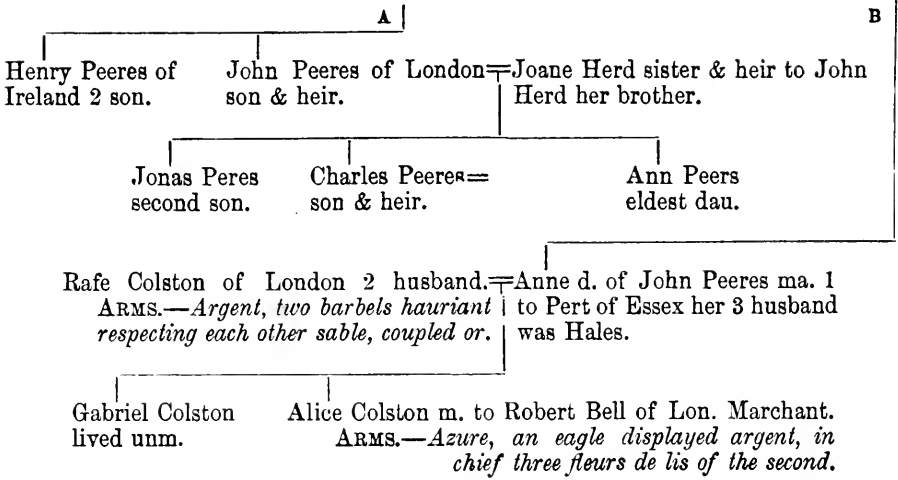 A B
Henry Peeres of Ireland 2 son.
John Peeres of London=Joane Herd sister & heir to John
son & heir. Herd her brother.
Jonas Peres
second son.
Charles Peeres=
son & heir.
Ann Peers
eldest dau.
Rafe Colston of London 2 husband.=Anne d. of John Peeres ma. 1
ARMS.—Argent, two barbels hauriant to Pert of Essex her 3 husband
respecting each other sable, coupled or. was Hales.
Gabriel Colston
lived unm.
Alice Colston m. to Robert Bell of Lon. Marchant.
ARMS.—Azure, an eagle displayed argent, in
chief three fleurs de lis of the second.